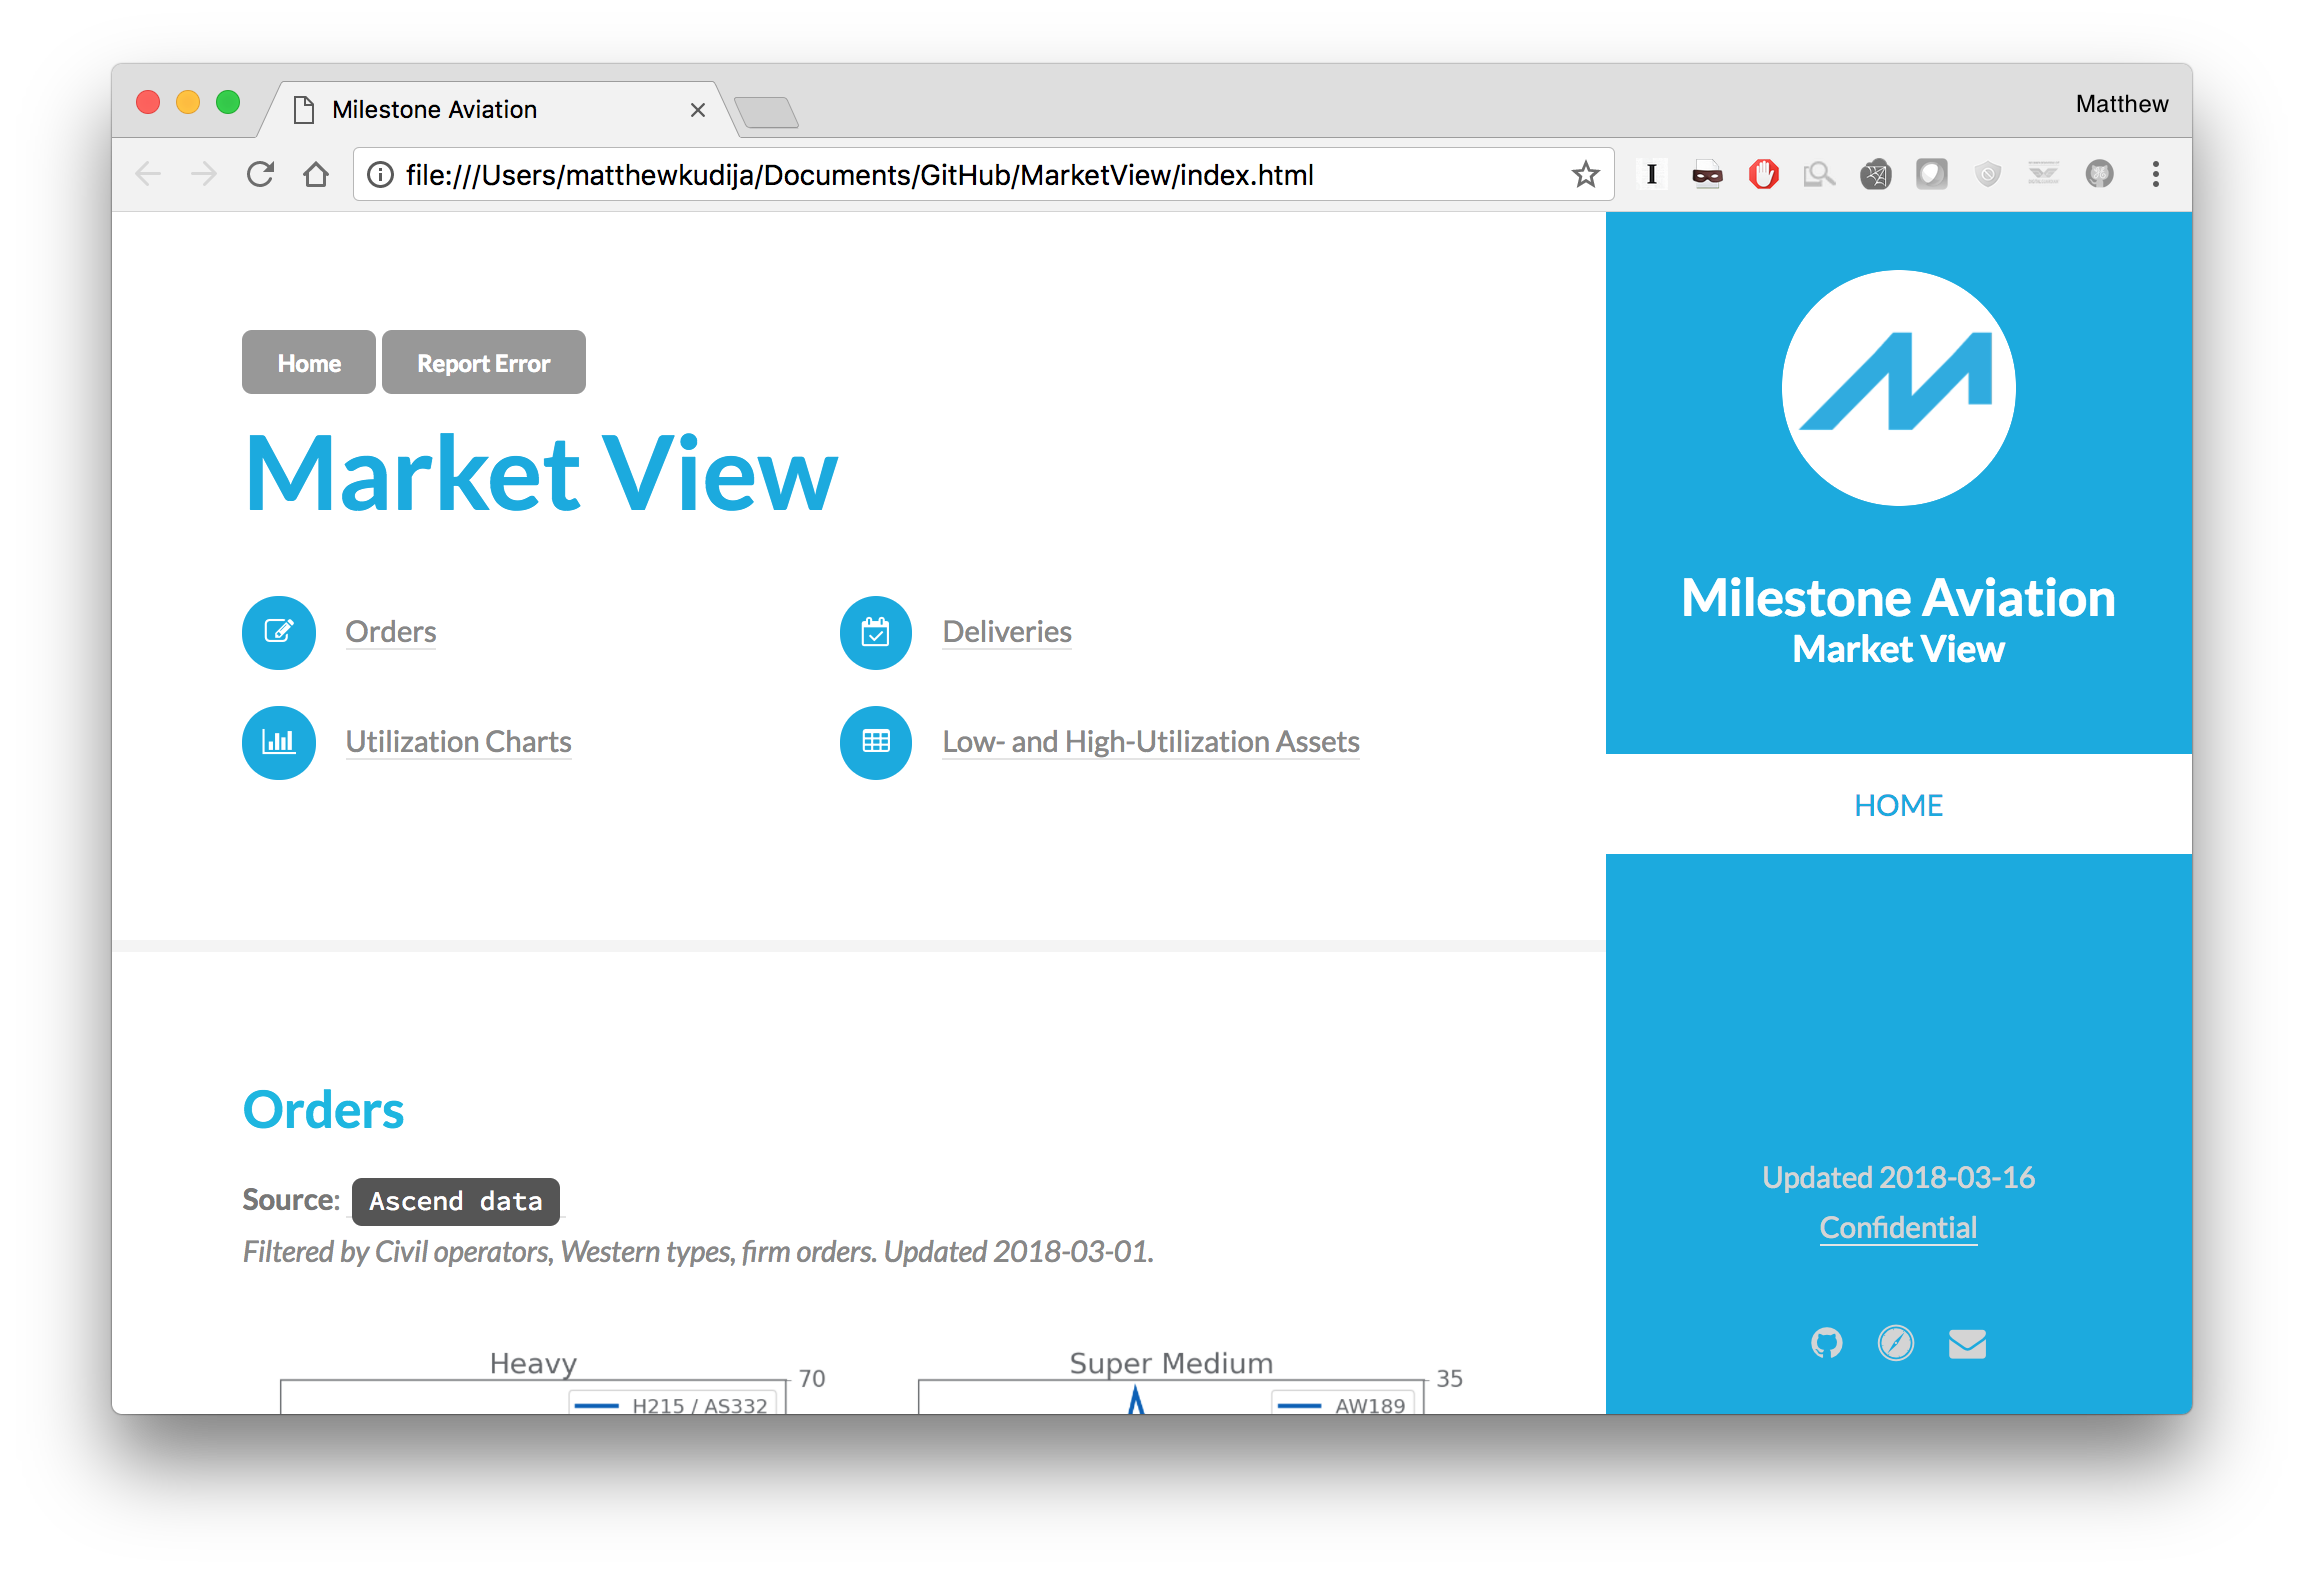 Milestone Aviation
Matthew
file:///Users/matthewkudija/Documents/GitHub/MarketView/index.html
Home
Report Error
Market View
Orders
Deliveries
Utilization Charts
Low- and High-Utilization Assets
Orders
Source: Ascend data
Filtered by Civil operators, Western types, firm orders. Updated 2018-03-01.
Heavy
70
H215 / AS332
Super Medium
35
AW189
Milestone Aviation
Market View
HOME
Updated 2018-03-16
Confidential